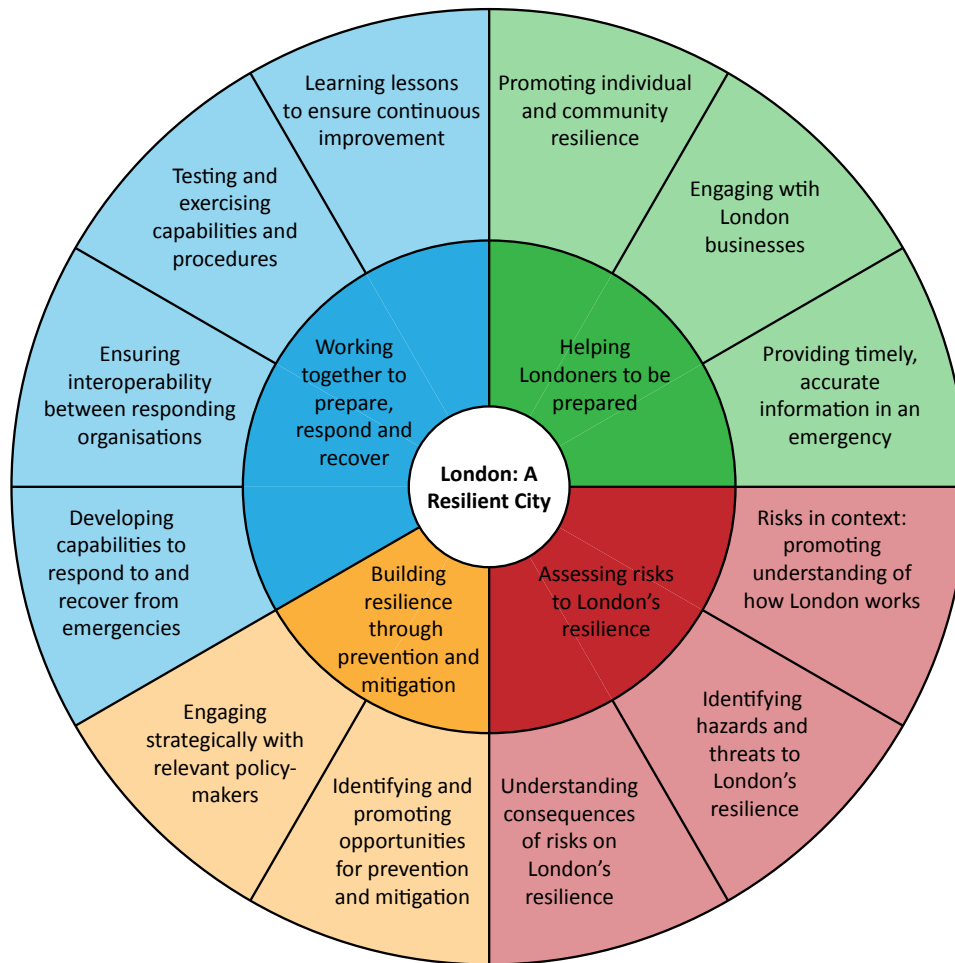 Learning lessons
to ensure continuous
improvement
Promoting individual
and community
resilience
Testing and
exercising
capabilities and
procedures
Engaging wtih
London
businesses
Ensuring
interoperability
between responding
organisations
Working
together to
prepare,
respond and
recover
Helping
Londoners to be
prepared
Providing timely,
accurate
information in an
emergency
London: A
Resilient City
Developing
capabilities to
respond to and
recover from
emergencies
Building
resilience
through
prevention and
mitigation
Assessing risks
to London’s
resilience
Risks in context:
promoting
understanding of
how London works
Engaging
strategically with
relevant policy-
makers
Identifying and
promoting
opportunities
for prevention
and mitigation
Understanding
consequences
of risks on
London’s
resilience
Identifying
hazards and
threats to
London’s
resilience